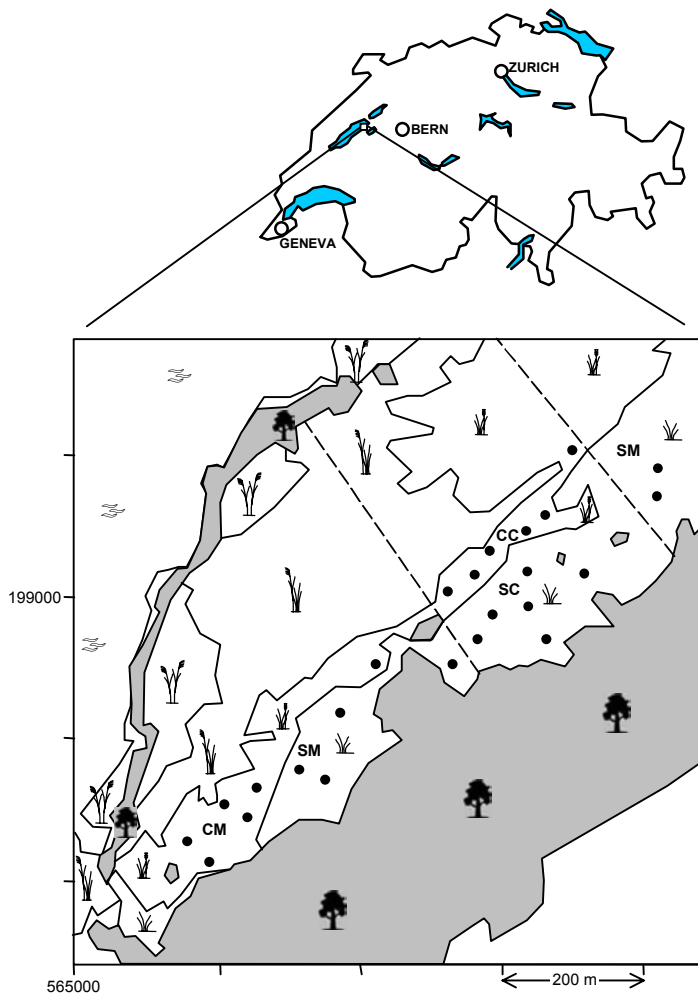 ZURICH
BERN
GENEVA
SM
CC
199000
SC
SM
CM
565000
200 m